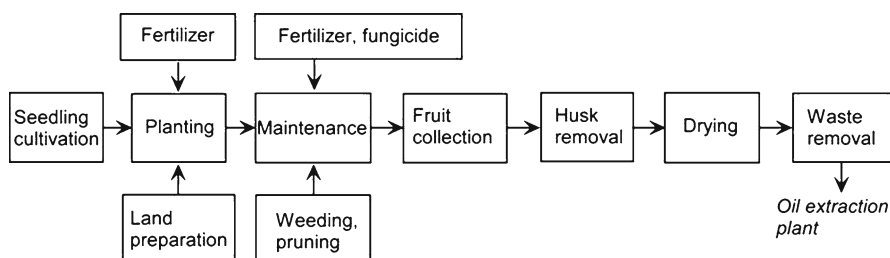 Fertilizer
Fertilizer, fungicide
Seedling
cultivation
Planting
Maintenance
Fruit
collection
Husk
removal
Drying
Waste
removal
Land
preparation
Weeding,
pruning
Oil extraction
plant